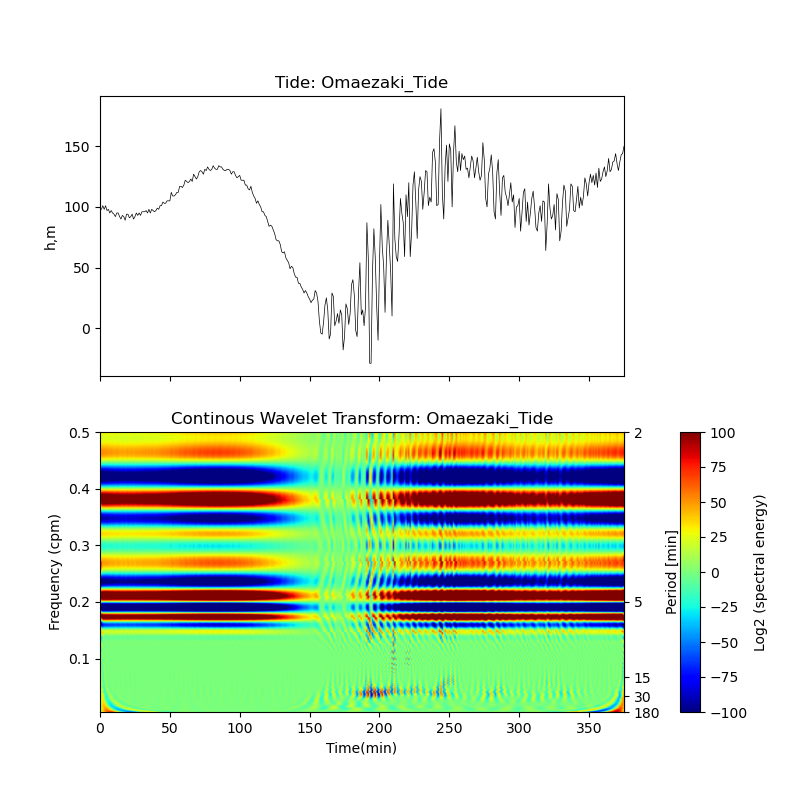 Tide: Omaezaki_Tide
150
100
50
0
h,m
Continous Wavelet Transform: Omaezaki_Tide
0.5
0.4
0.3
0.2
0.1
Frequency (cpm)
0 50 100 150 200 250 300 350
Time(min)
2
5
15
30
180
Period [min]
100
75
50
25
0
−25
−50
−75
−100
Log2 (spectral energy)